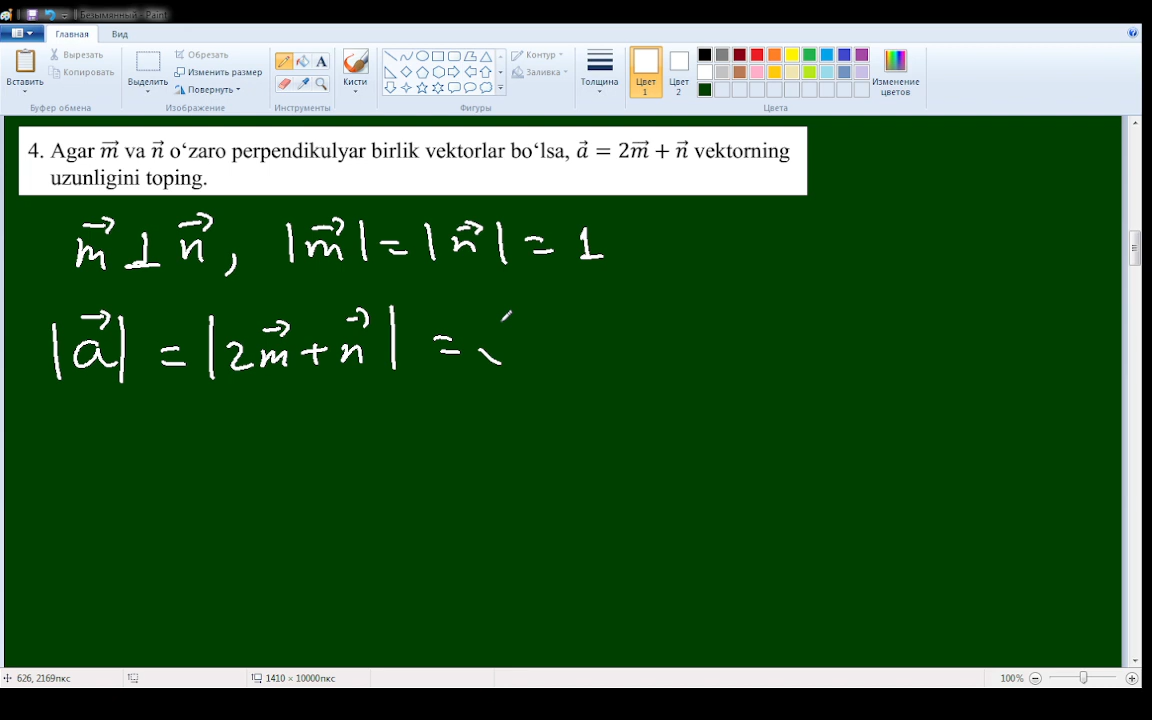 Безымянный - Paint
Главная Вид
Вставить
Вырезать
Копировать
Буфер обмена
Выделить
Обрезать
Изменить размер
Повернуть
Изображение
A
Инструменты
Кисти
Контур
Заливка
Фигуры
Толщина
Цвет 1
Цвет 2
Изменение цветов
Цвета
4. Agar m⃗ va n⃗ o‘zaro perpendikulyar birlik vektorlar bo‘lsa, a⃗ = 2m⃗ + n⃗ vektorning
uzunligini toping.
m⃗ ⊥ n⃗, |m⃗| = |n⃗| = 1
|a⃗| = |2m⃗ + n⃗| =
626, 2169пкс 1410 × 10000пкс 100%